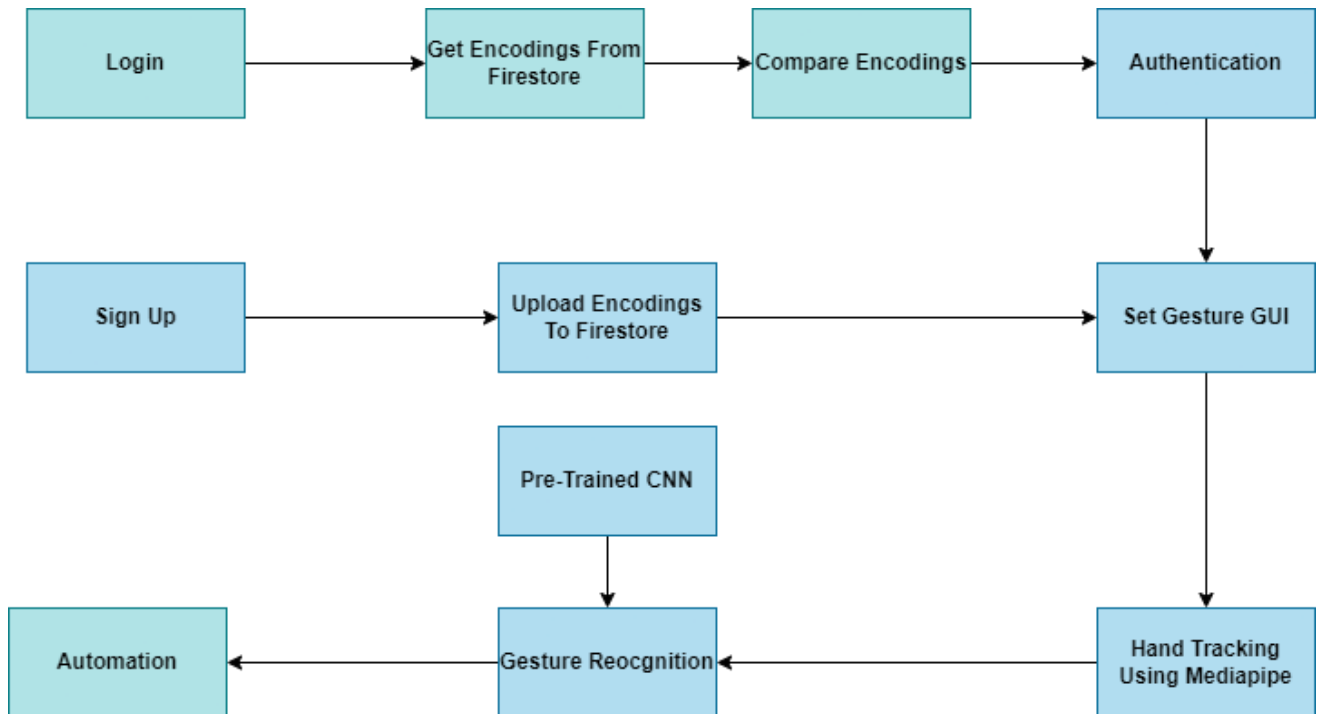 Login
Get Encodings From
Firestore
Compare Encodings
Authentication
Sign Up
Upload Encodings
To Firestore
Set Gesture GUI
Pre-Trained CNN
Automation
Gesture Reocgnition
Hand Tracking
Using Mediapipe